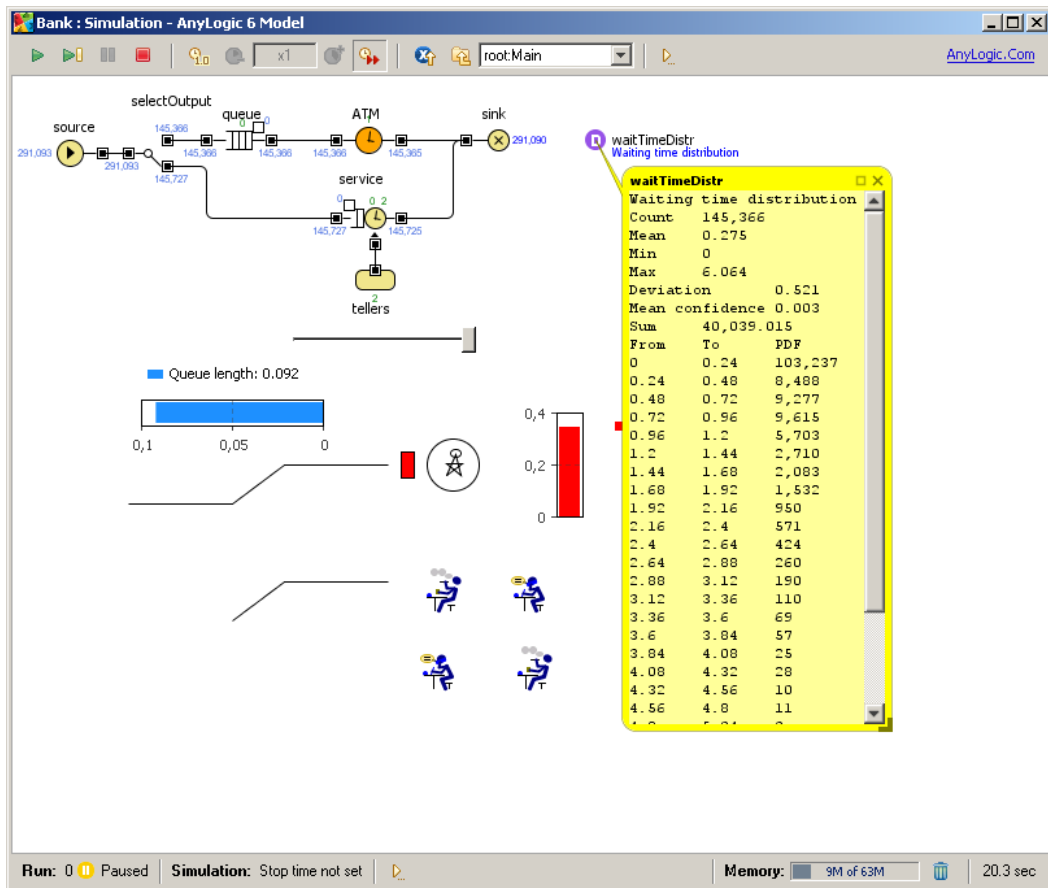 Bank : Simulation - AnyLogic 6 Model
x1
root:Main
AnyLogic.Com
selectOutput
queue
ATM
sink
source
145,366
0
0
1
291,093
291,093
145,366
145,366
145,366
145,365
291,090
145,727
service
0
0 2
145,727
145,725
2
tellers
waitTimeDistr
Waiting time distribution
waitTimeDistr
Waiting time distribution
Count 145,366
Mean 0.275
Min 0
Max 6.064
Deviation 0.521
Mean confidence 0.003
Sum 40,039.015
From To PDF
0 0.24 103,237
0.24 0.48 8,488
0.48 0.72 9,277
0.72 0.96 9,615
0.96 1.2 5,703
1.2 1.44 2,710
1.44 1.68 2,083
1.68 1.92 1,532
1.92 2.16 950
2.16 2.4 571
2.4 2.64 424
2.64 2.88 260
2.88 3.12 190
3.12 3.36 110
3.36 3.6 69
3.6 3.84 57
3.84 4.08 25
4.08 4.32 28
4.32 4.56 10
4.56 4.8 11
Queue length: 0.092
0,1 0,05 0
0,4
0,2
0
Run: 0 Paused Simulation: Stop time not set Memory: 9M of 63M 20.3 sec